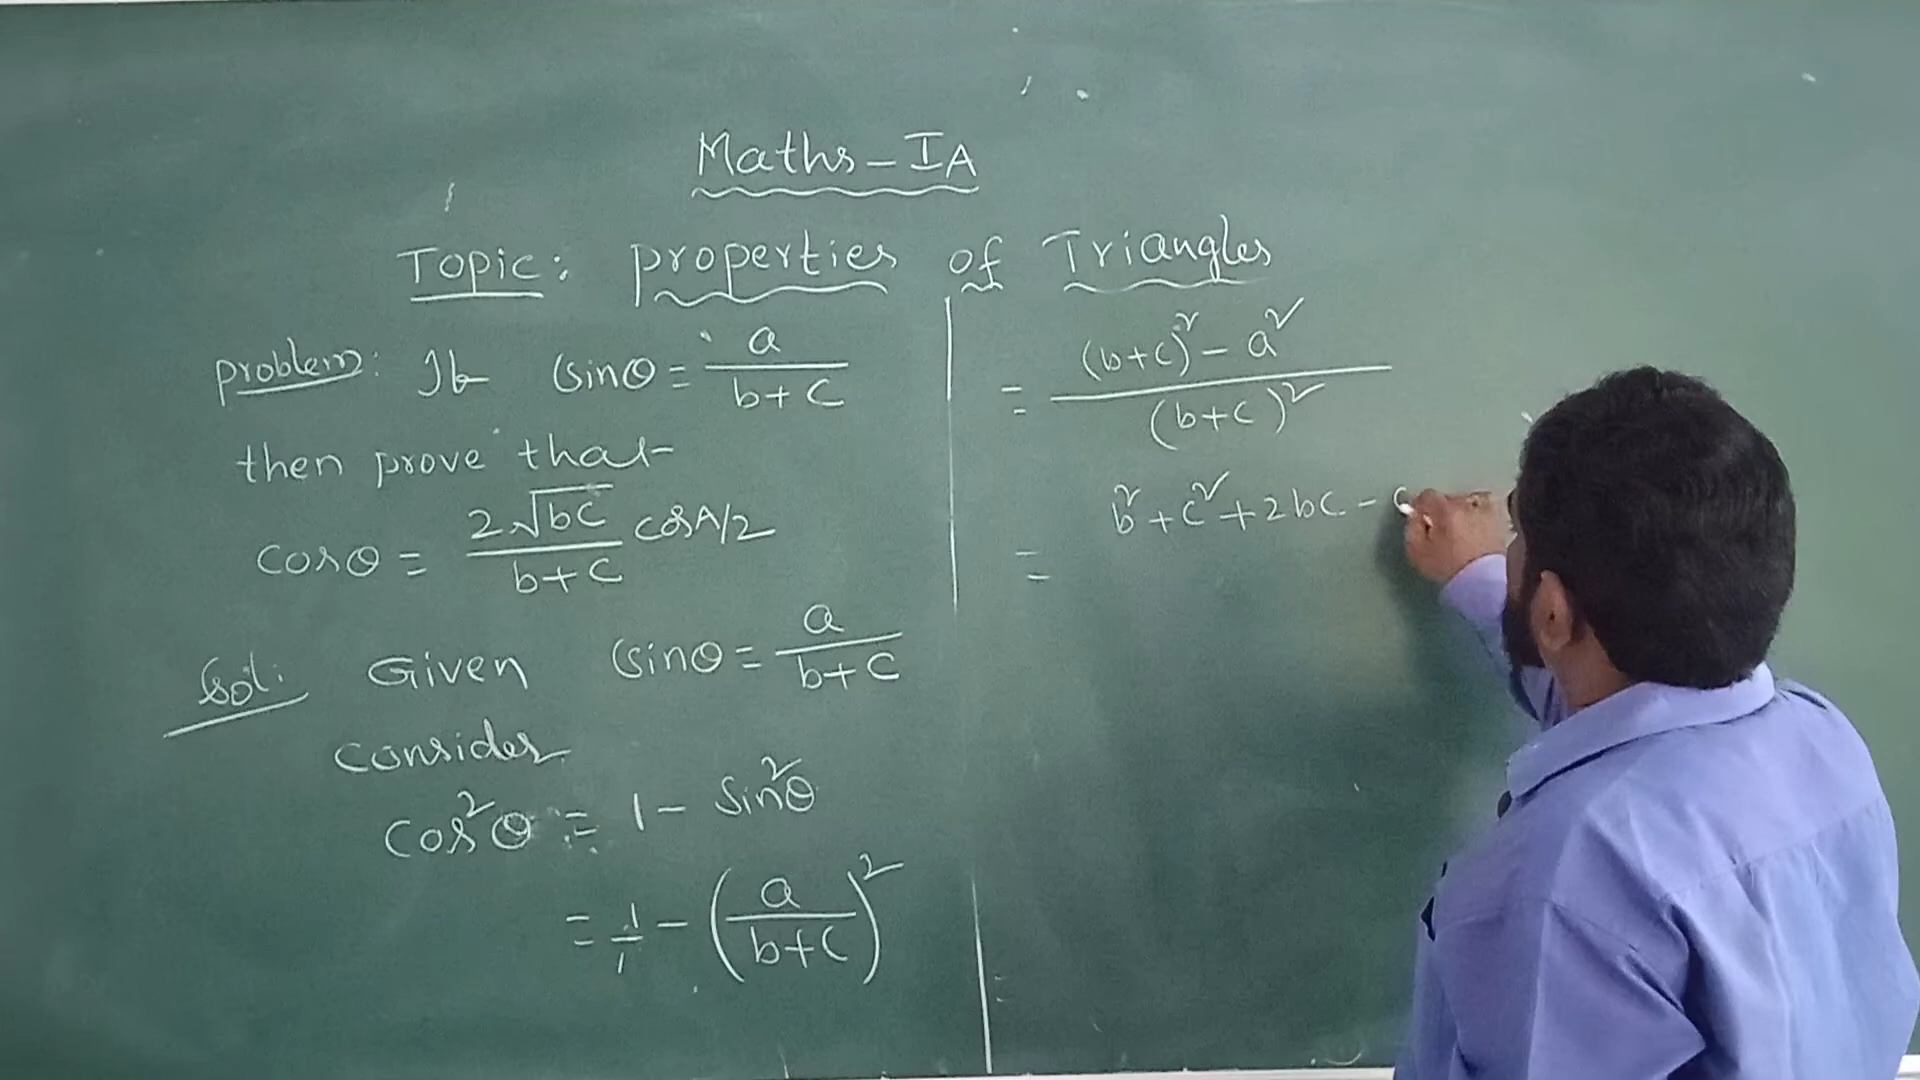 Maths - IA
Topic: properties of Triangles
problem: If sinθ = a/(b+c)
then prove that
cosθ = 2√bc/(b+c) cosA/2
Sol: Given sinθ = a/(b+c)
consider
cos²θ = 1 - sin²θ
= 1/1 - (a/(b+c))²
= ((b+c)² - a²)/(b+c)²
= b² + c² + 2bc -